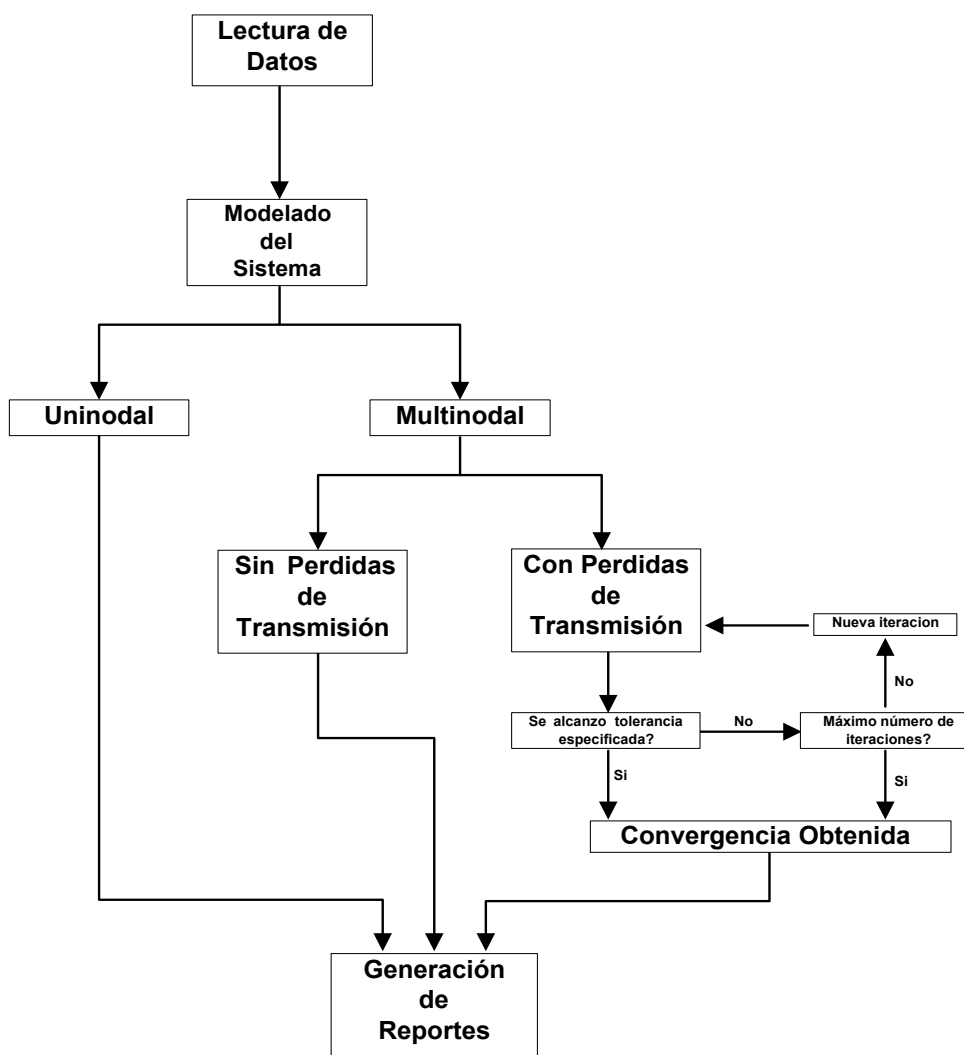 Lectura de
Datos
Modelado
del
Sistema
Uninodal
Multinodal
Sin Perdidas
de
Transmisión
Con Perdidas
de
Transmisión
Nueva iteracion
No
Se alcanzo tolerancia
especificada?
No
Máximo número de
iteraciones?
Si
Si
Convergencia Obtenida
Generación
de
Reportes